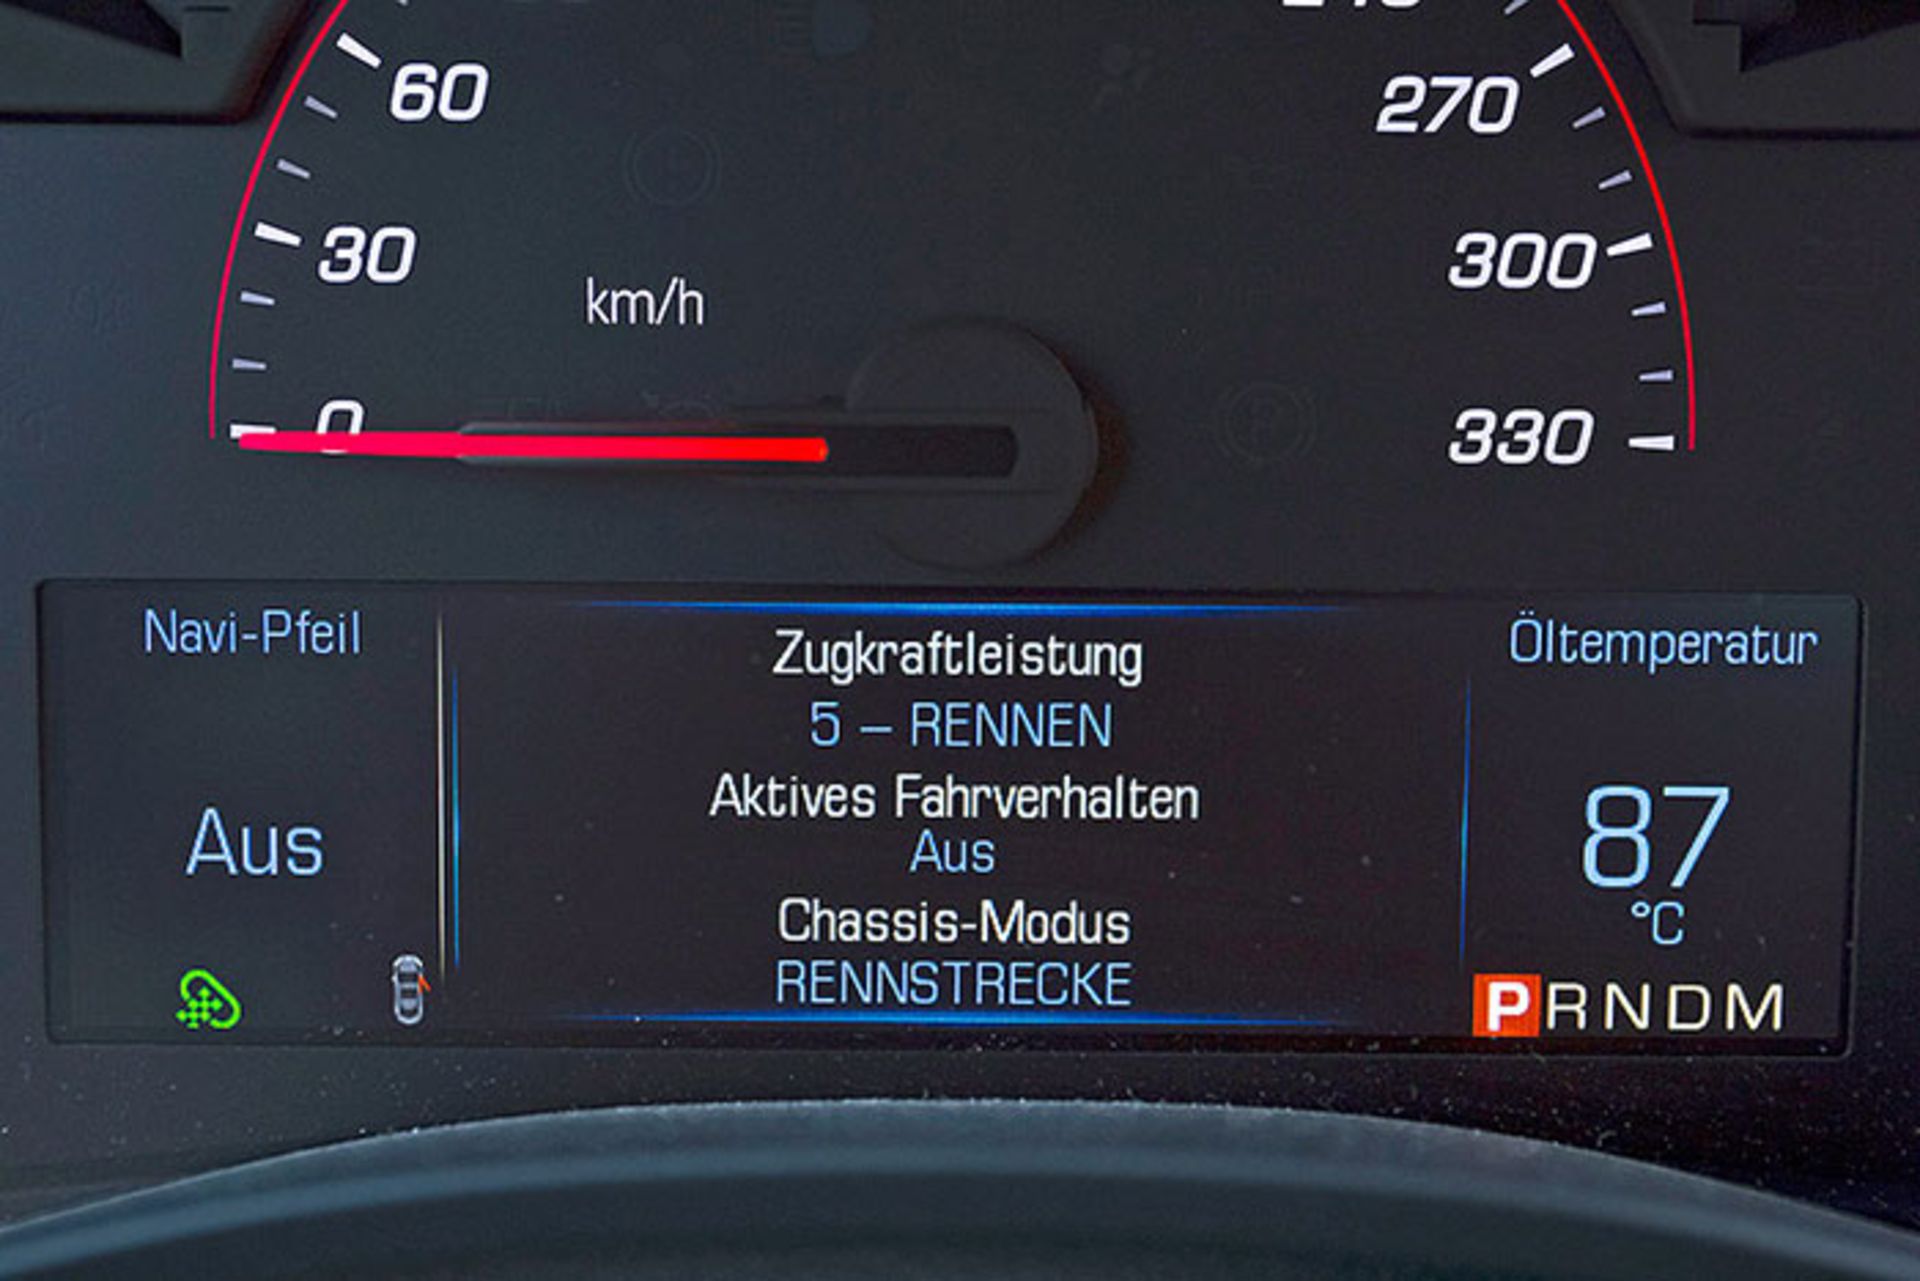 60
270
30
300
km/h
0
330
Navi-Pfeil
Aus
Zugkraftleistung
5 – RENNEN
Aktives Fahrverhalten
Aus
Chassis-Modus
RENNSTRECKE
Öltemperatur
87
°C
PRNDM